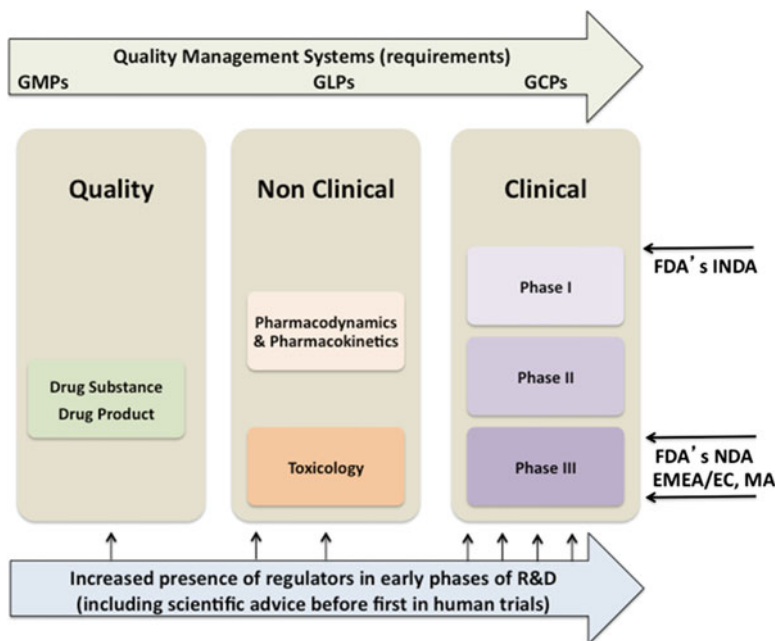 Quality Management Systems (requirements)
GMPs GLPs GCPs
Quality
Non Clinical
Clinical
Drug Substance
Drug Product
Pharmacodynamics
& Pharmacokinetics
Toxicology
Phase I
Phase II
Phase III
FDA's INDA
FDA's NDA
EMEA/EC, MA
Increased presence of regulators in early phases of R&D
(including scientific advice before first in human trials)